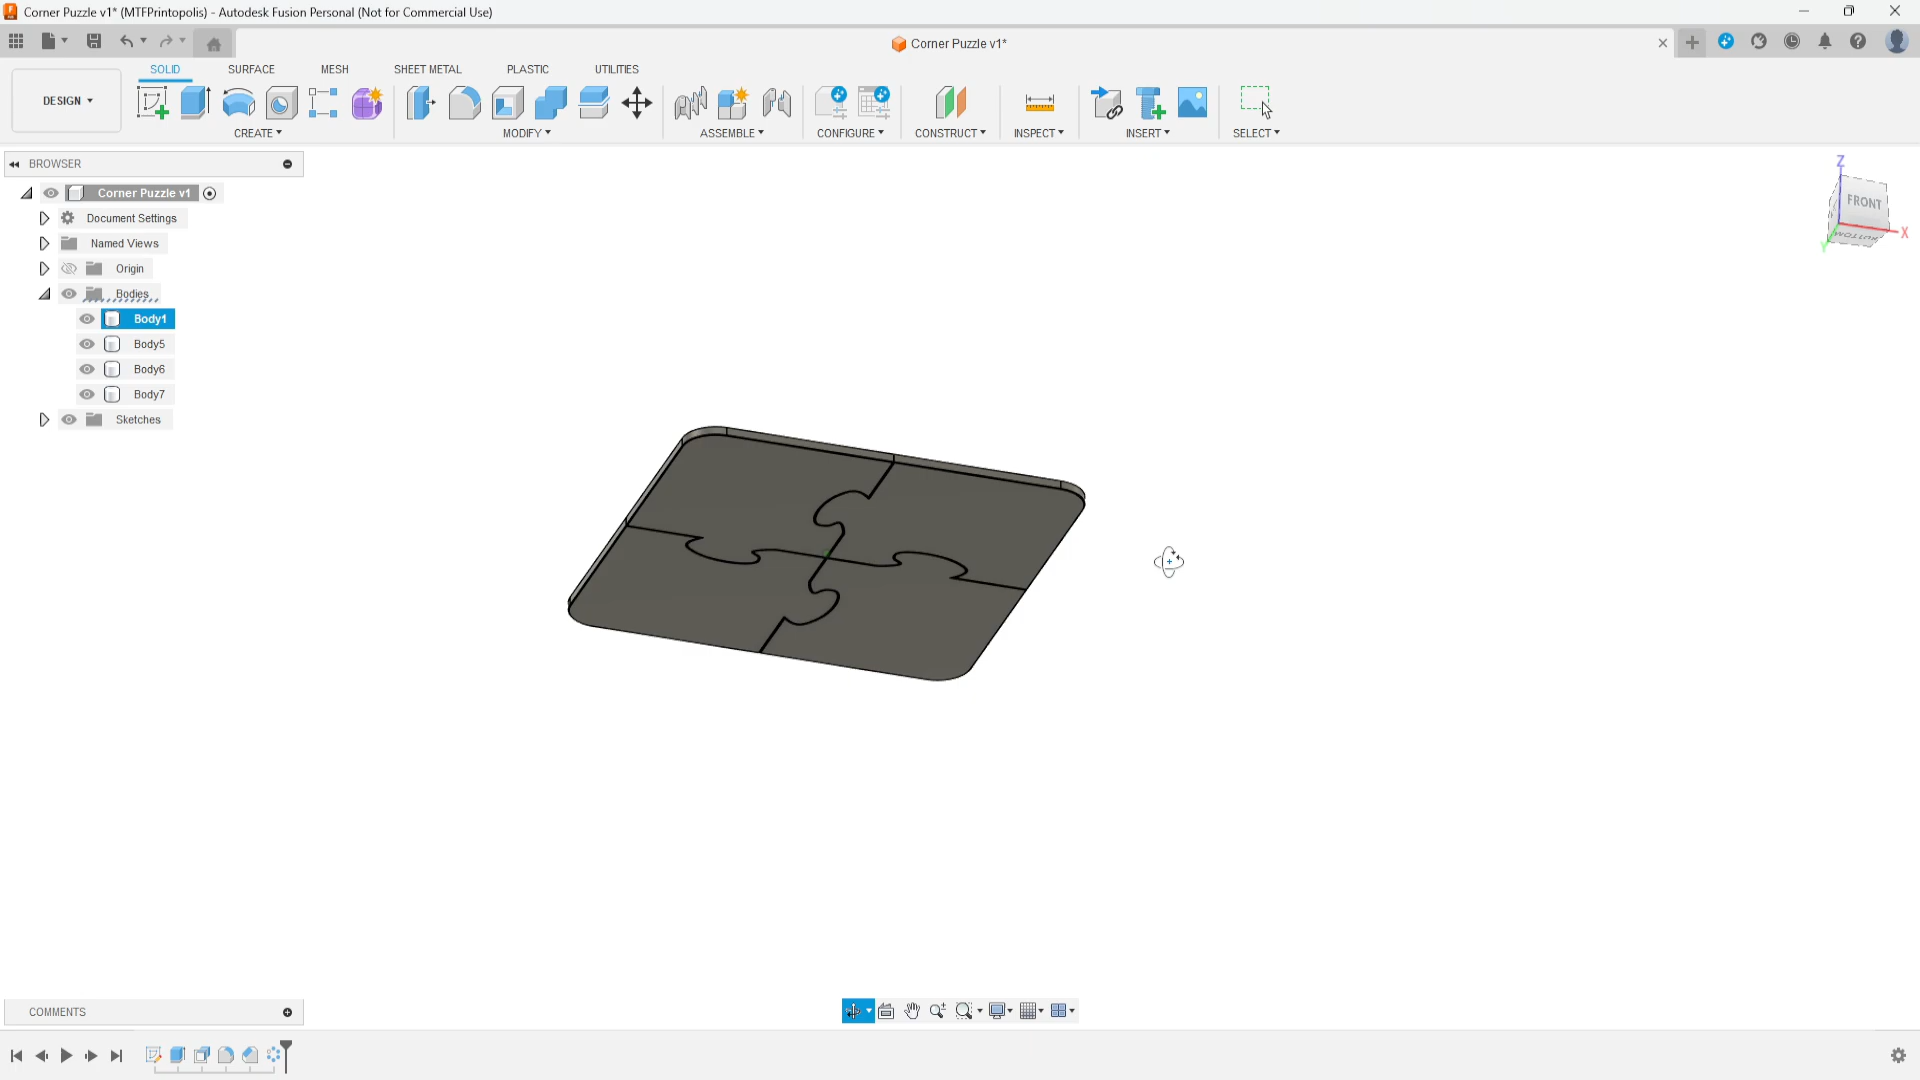 Corner Puzzle v1* (MTFPrintopolis) - Autodesk Fusion Personal (Not for Commercial Use)
Corner Puzzle v1*
SOLID SURFACE MESH SHEET METAL PLASTIC UTILITIES
DESIGN
CREATE MODIFY ASSEMBLE CONFIGURE CONSTRUCT INSPECT INSERT SELECT
BROWSER
Corner Puzzle v1
Document Settings
Named Views
Origin
Bodies
Body1
Body5
Body6
Body7
Sketches
Z
FRONT
X
Y
BOTTOM
COMMENTS